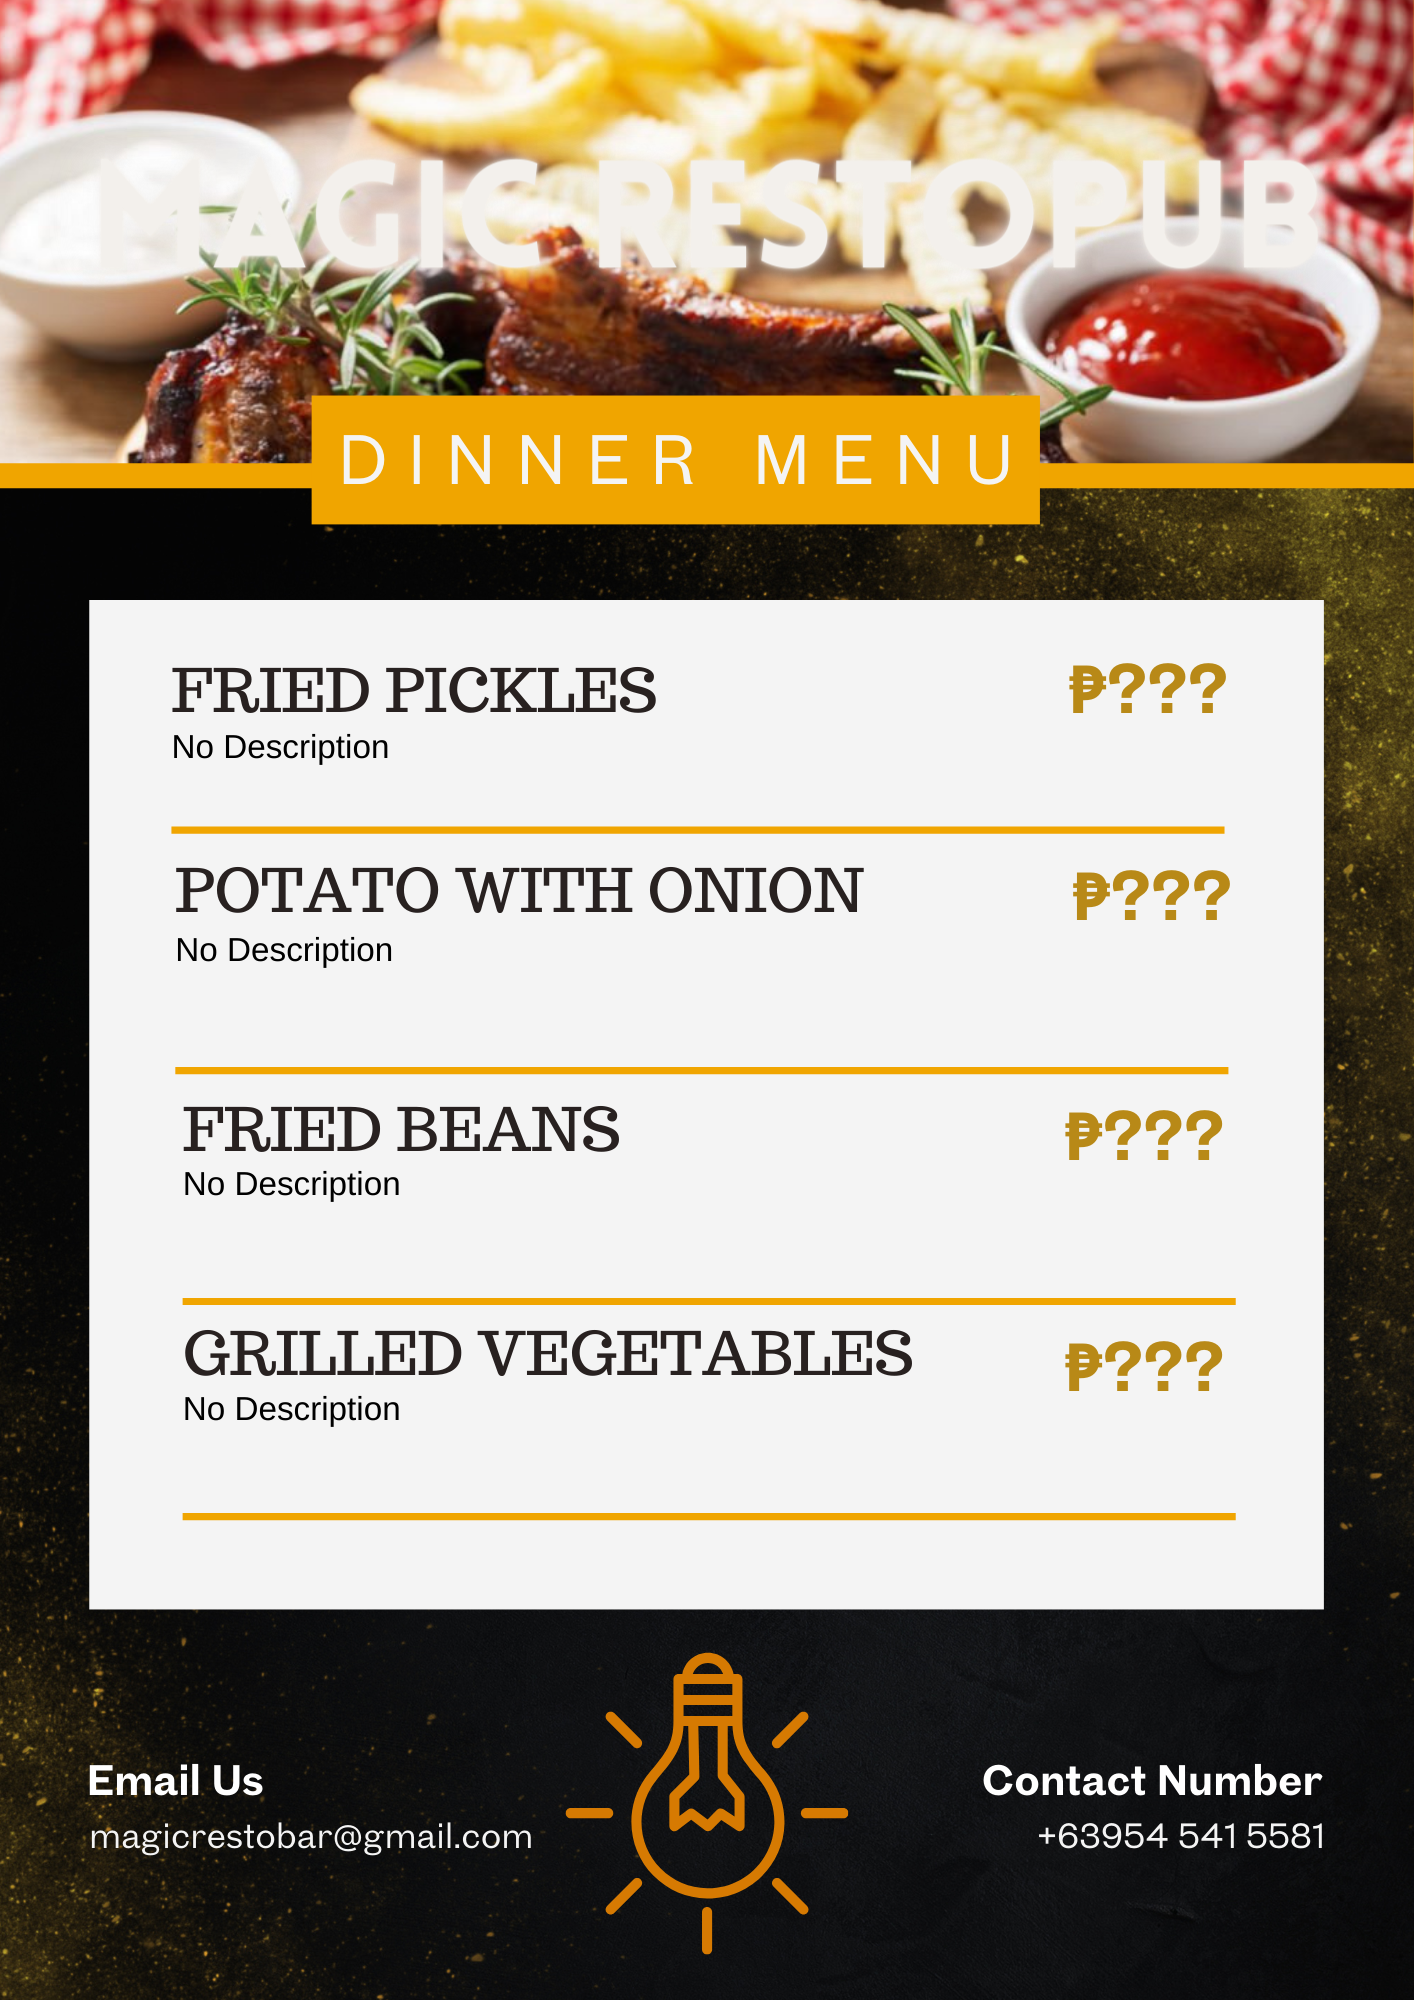 MAGIC RESTOPUB
DINNER MENU
FRIED PICKLES
₱???
No Description
POTATO WITH ONION
₱???
No Description
FRIED BEANS
₱???
No Description
GRILLED VEGETABLES
₱???
No Description
Email Us
magicrestobar@gmail.com
Contact Number
+63954 541 5581